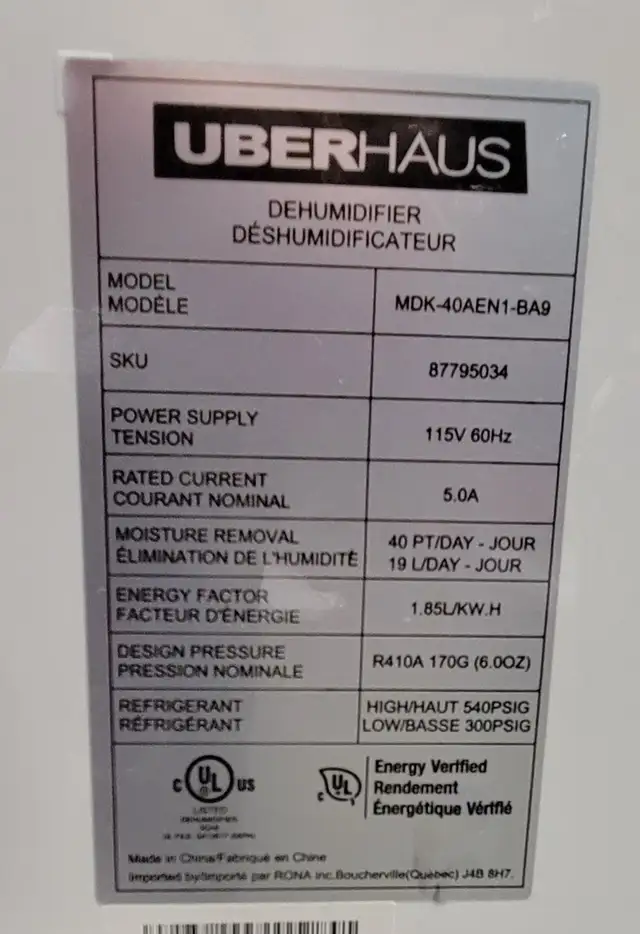 UBERHAUS
DEHUMIDIFIER
DÉSHUMIDIFICATEUR
MODEL
MODÈLE
MDK-40AEN1-BA9
SKU
87795034
POWER SUPPLY
TENSION
115V 60Hz
RATED CURRENT
COURANT NOMINAL
5.0A
MOISTURE REMOVAL
ÉLIMINATION DE L'HUMIDITÉ
40 PT/DAY - JOUR
19 L/DAY - JOUR
ENERGY FACTOR
FACTEUR D'ÉNERGIE
1.85L/KW.H
DESIGN PRESSURE
PRESSION NOMINALE
R410A 170G (6.0OZ)
REFRIGERANT
RÉFRIGÉRANT
HIGH/HAUT 540PSIG
LOW/BASSE 300PSIG
C UL US
LISTED
DEHUMIDIFIER
C UL
Energy Verified
Rendement
Énergétique Vérifié
Made in China/Fabriqué en Chine
Imported by/Importé par RONA inc.Boucherville(Québec) J4B 8H7.